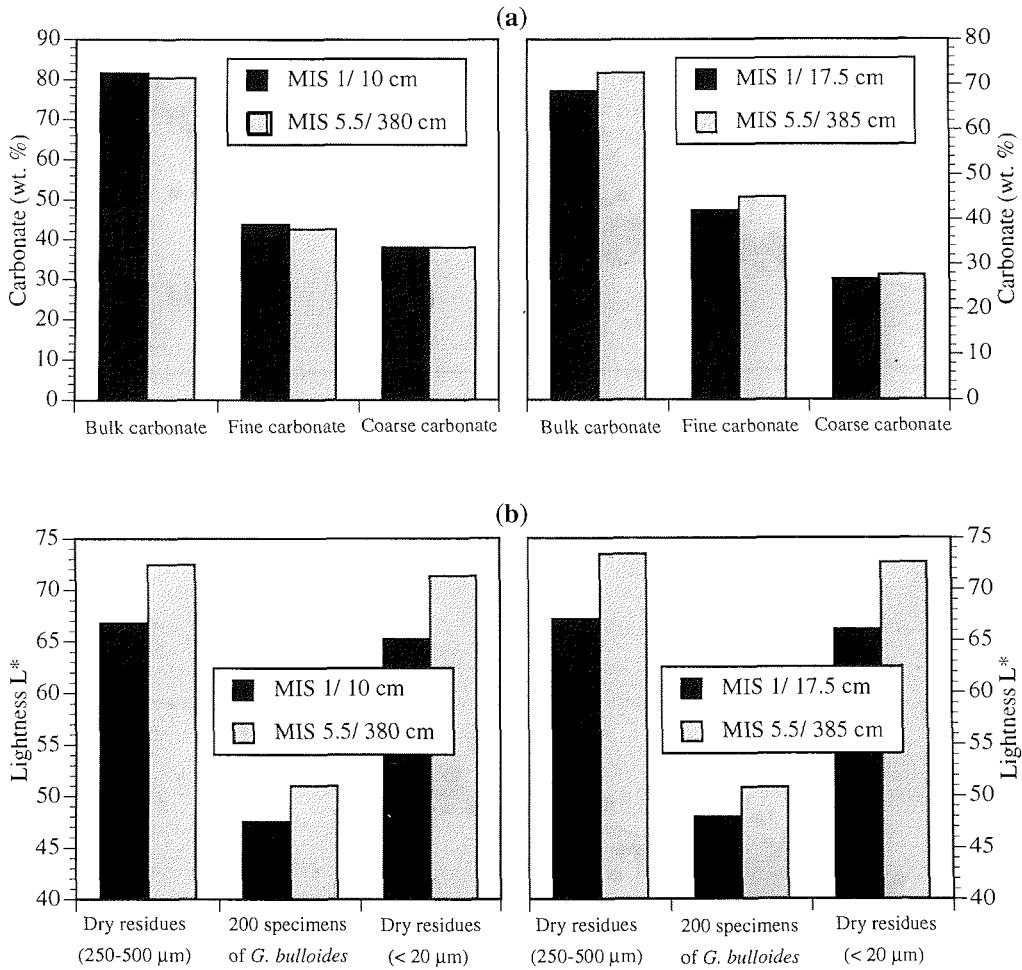 (a)
90
80
70
60
50
40
30
20
10
0
Carbonate (wt. %)
MIS 1/ 10 cm
MIS 5.5/ 380 cm
Bulk carbonate
Fine carbonate
Coarse carbonate
MIS 1/ 17.5 cm
MIS 5.5/ 385 cm
Bulk carbonate
Fine carbonate
Coarse carbonate
80
70
60
50
40
30
20
10
0
Carbonate (wt. %)
(b)
75
70
65
60
55
50
45
40
Lightness L*
MIS 1/ 10 cm
MIS 5.5/ 380 cm
Dry residues
(250-500 µm)
200 specimens
of G. bulloides
Dry residues
(< 20 µm)
MIS 1/ 17.5 cm
MIS 5.5/ 385 cm
Dry residues
(250-500 µm)
200 specimens
of G. bulloides
Dry residues
(< 20 µm)
75
70
65
60
55
50
45
40
Lightness L*